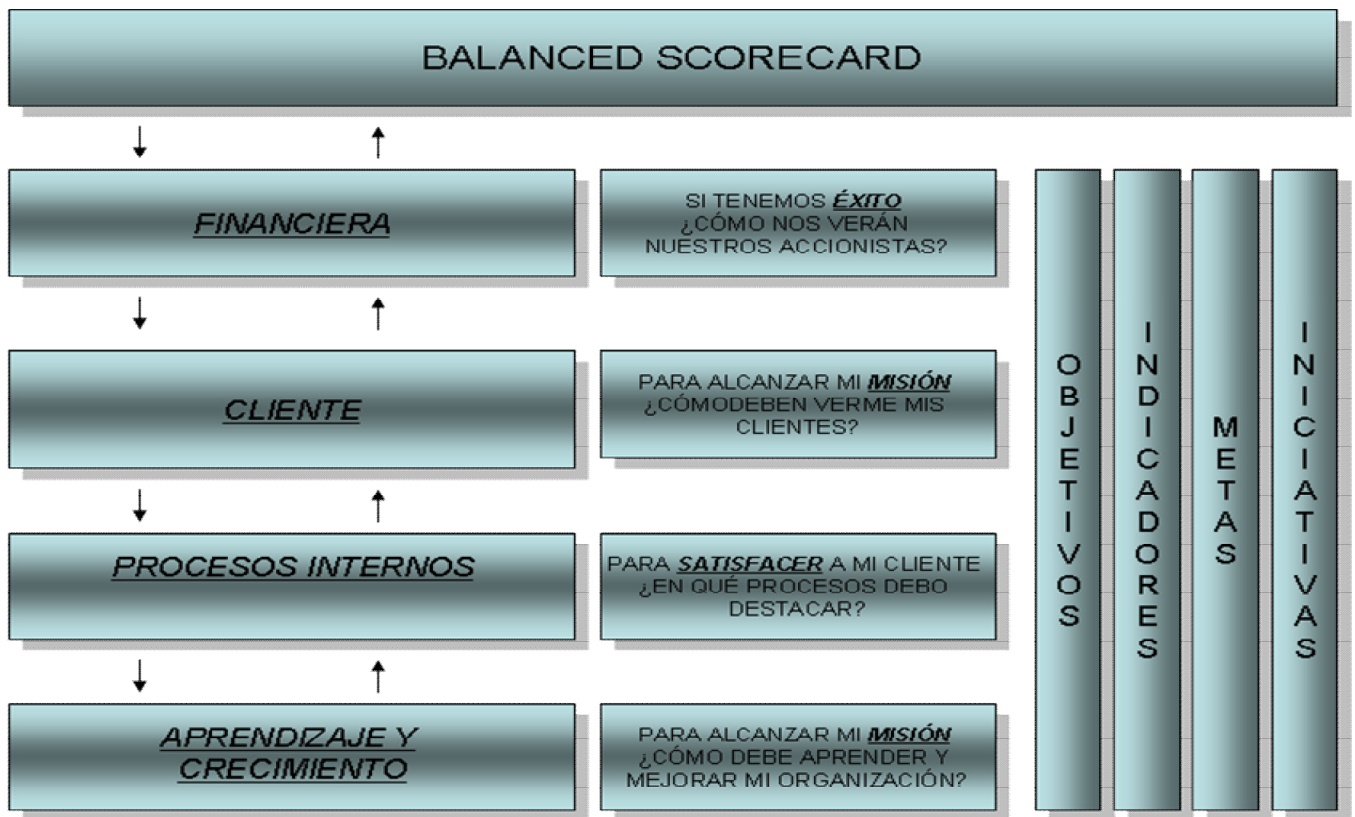 BALANCED SCORECARD
FINANCIERA
SI TENEMOS ÉXITO
¿CÓMO NOS VERÁN
NUESTROS ACCIONISTAS?
CLIENTE
PARA ALCANZAR MI MISIÓN
¿CÓMODEBEN VERME MIS
CLIENTES?
PROCESOS INTERNOS
PARA SATISFACER A MI CLIENTE
¿EN QUÉ PROCESOS DEBO
DESTACAR?
APRENDIZAJE Y
CRECIMIENTO
PARA ALCANZAR MI MISIÓN
¿CÓMO DEBE APRENDER Y
MEJORAR MI ORGANIZACIÓN?
OBJETIVOS
INDICADORES
METAS
INICIATIVAS